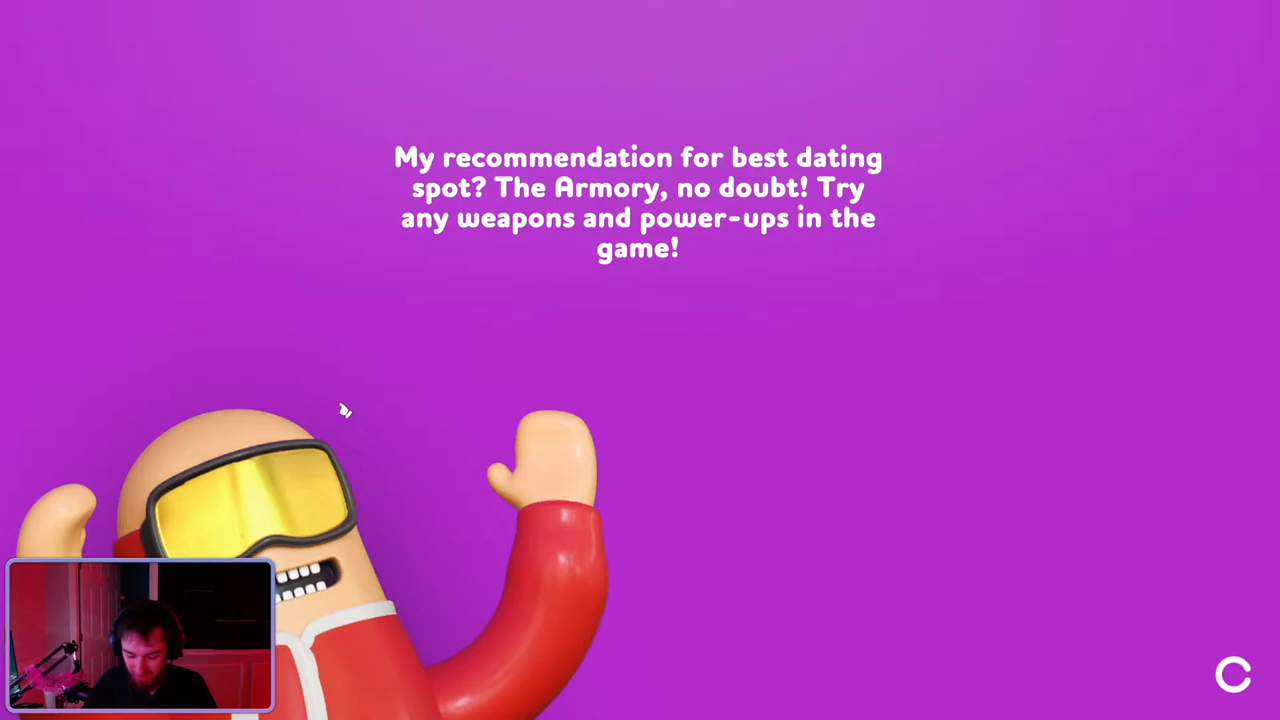 My recommendation for best dating
spot? The Armory, no doubt! Try
any weapons and power-ups in the
game!